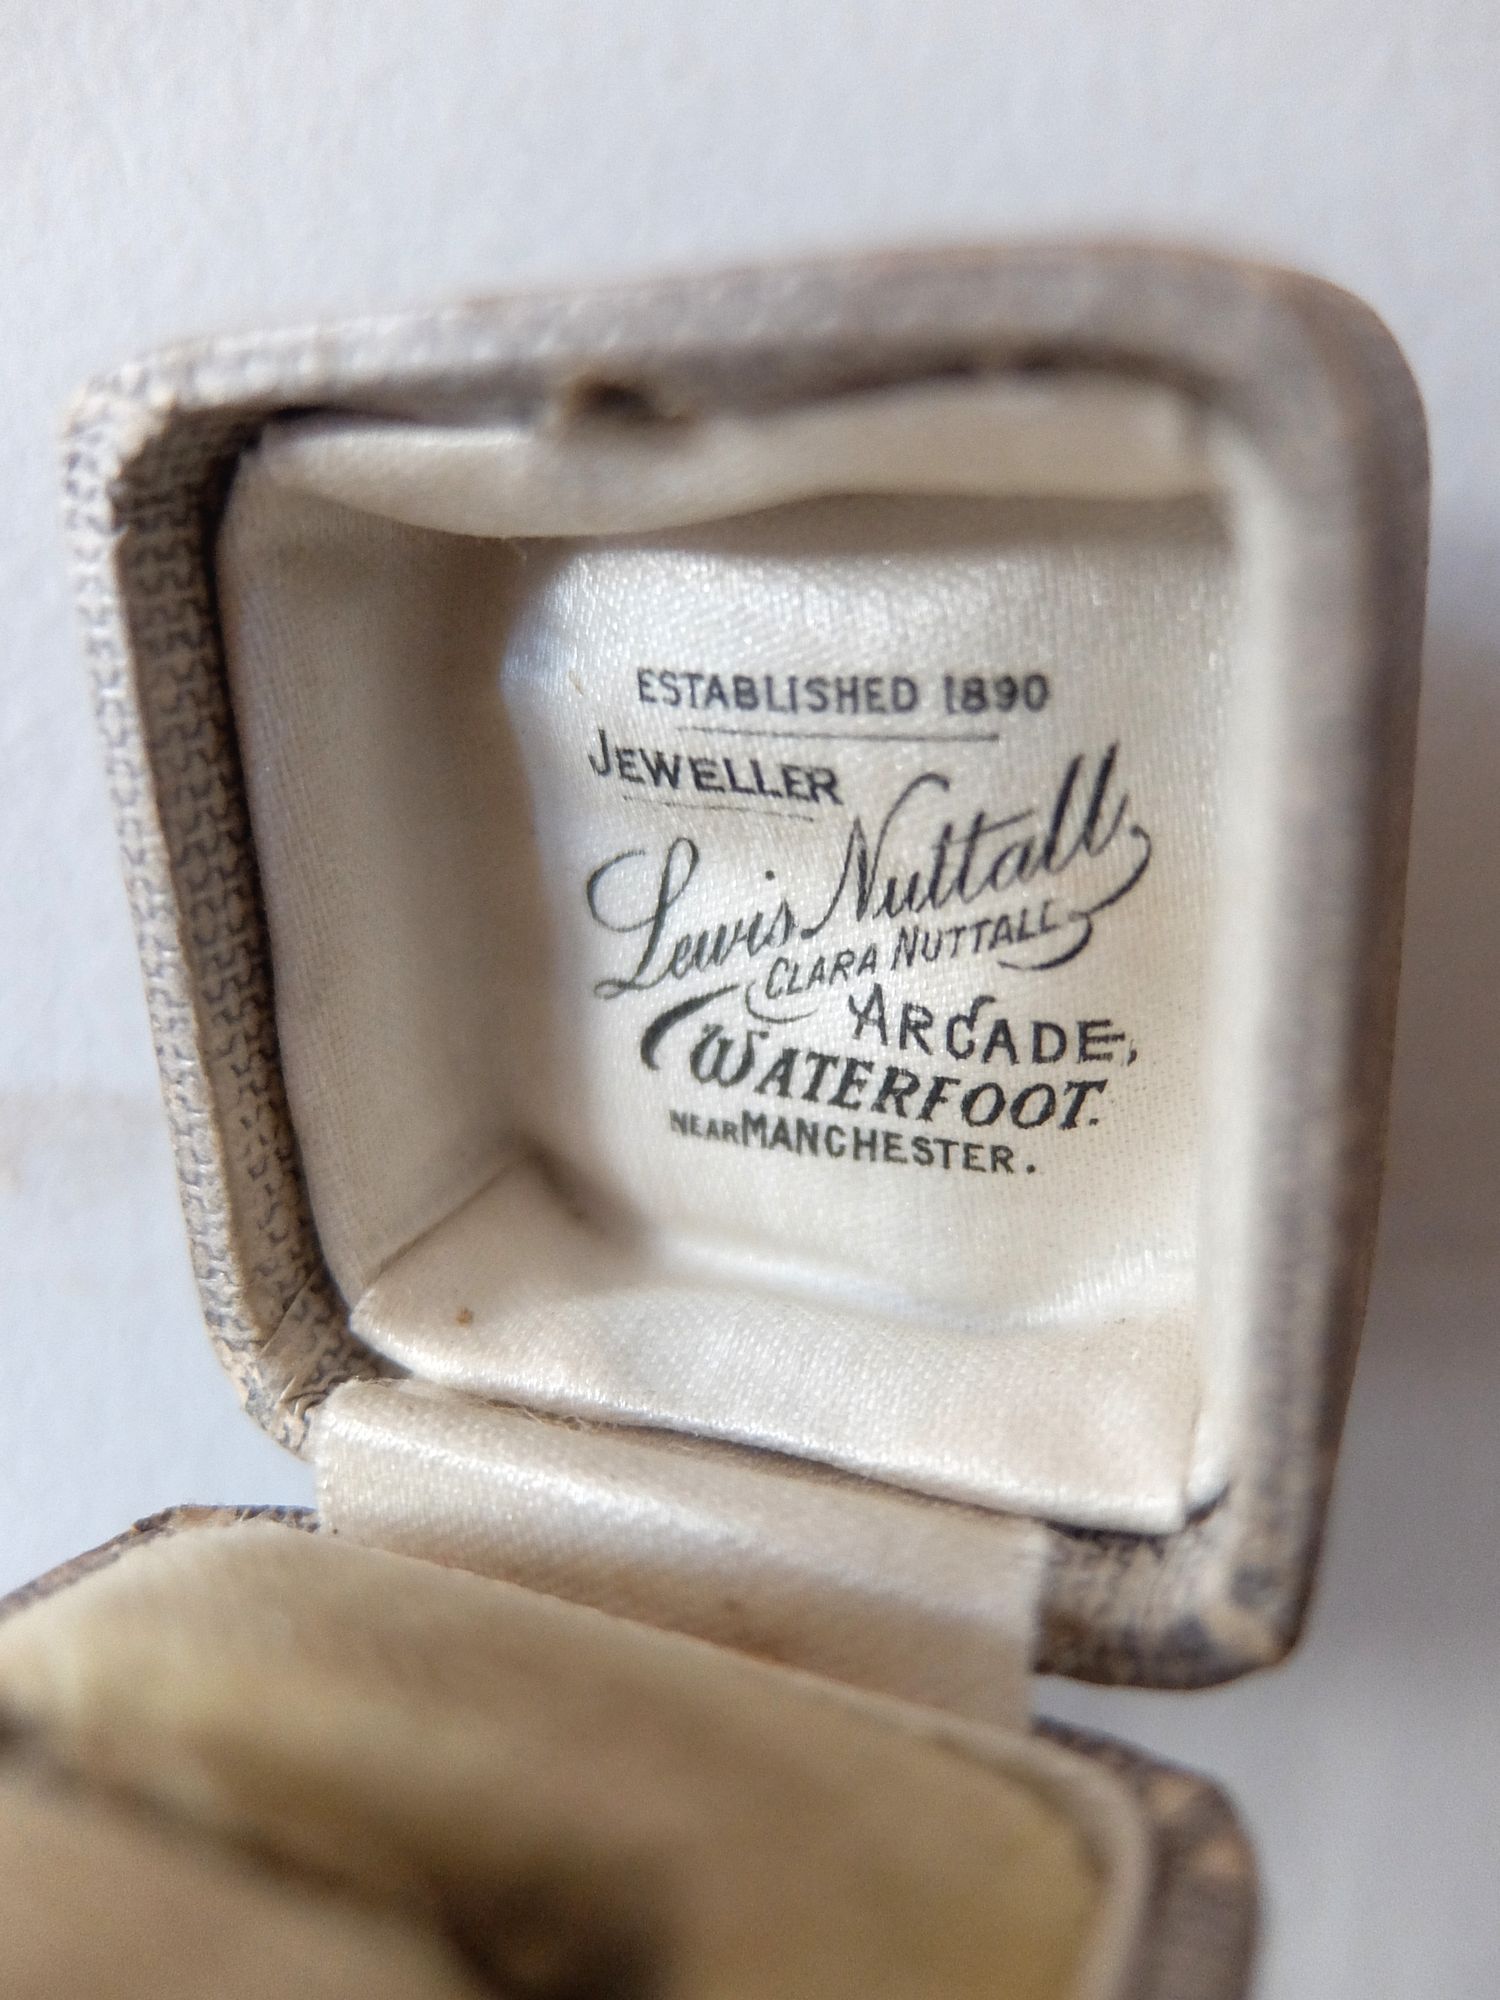 ESTABLISHED 1890
JEWELLER
Lewis Nuttall
CLARA NUTTALL
ARCADE,
WATERFOOT.
NEAR MANCHESTER.